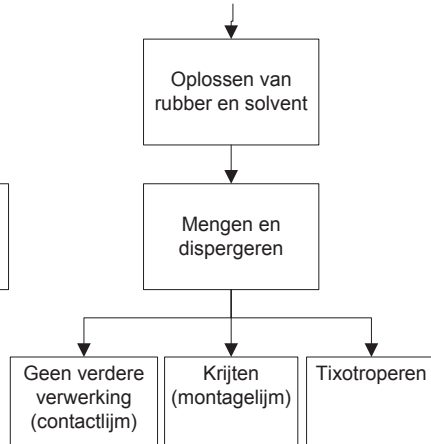 Oplossen van
rubber en solvent
Mengen en
dispergeren
Geen verdere
verwerking
(contactlijm)
Krijten
(montagelijm)
Tixotroperen